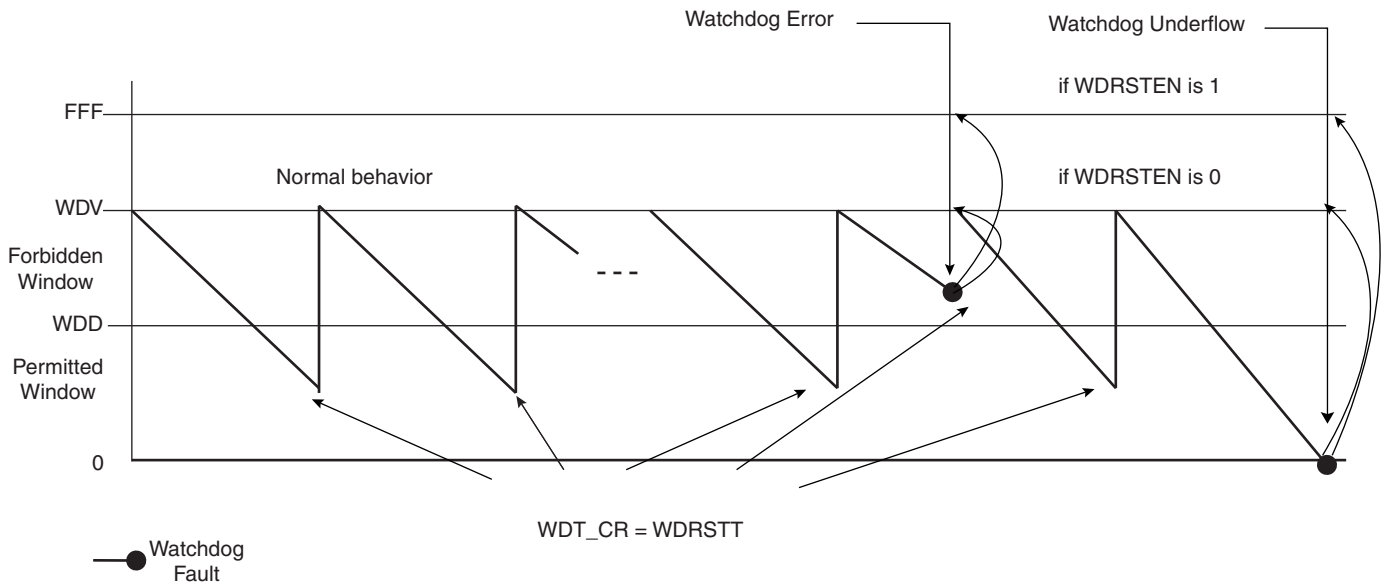 Watchdog Error
Watchdog Underflow
if WDRSTEN is 1
FFF
Normal behavior
if WDRSTEN is 0
WDV
Forbidden
Window
WDD
Permitted
Window
0
WDT_CR = WDRSTT
Watchdog
Fault